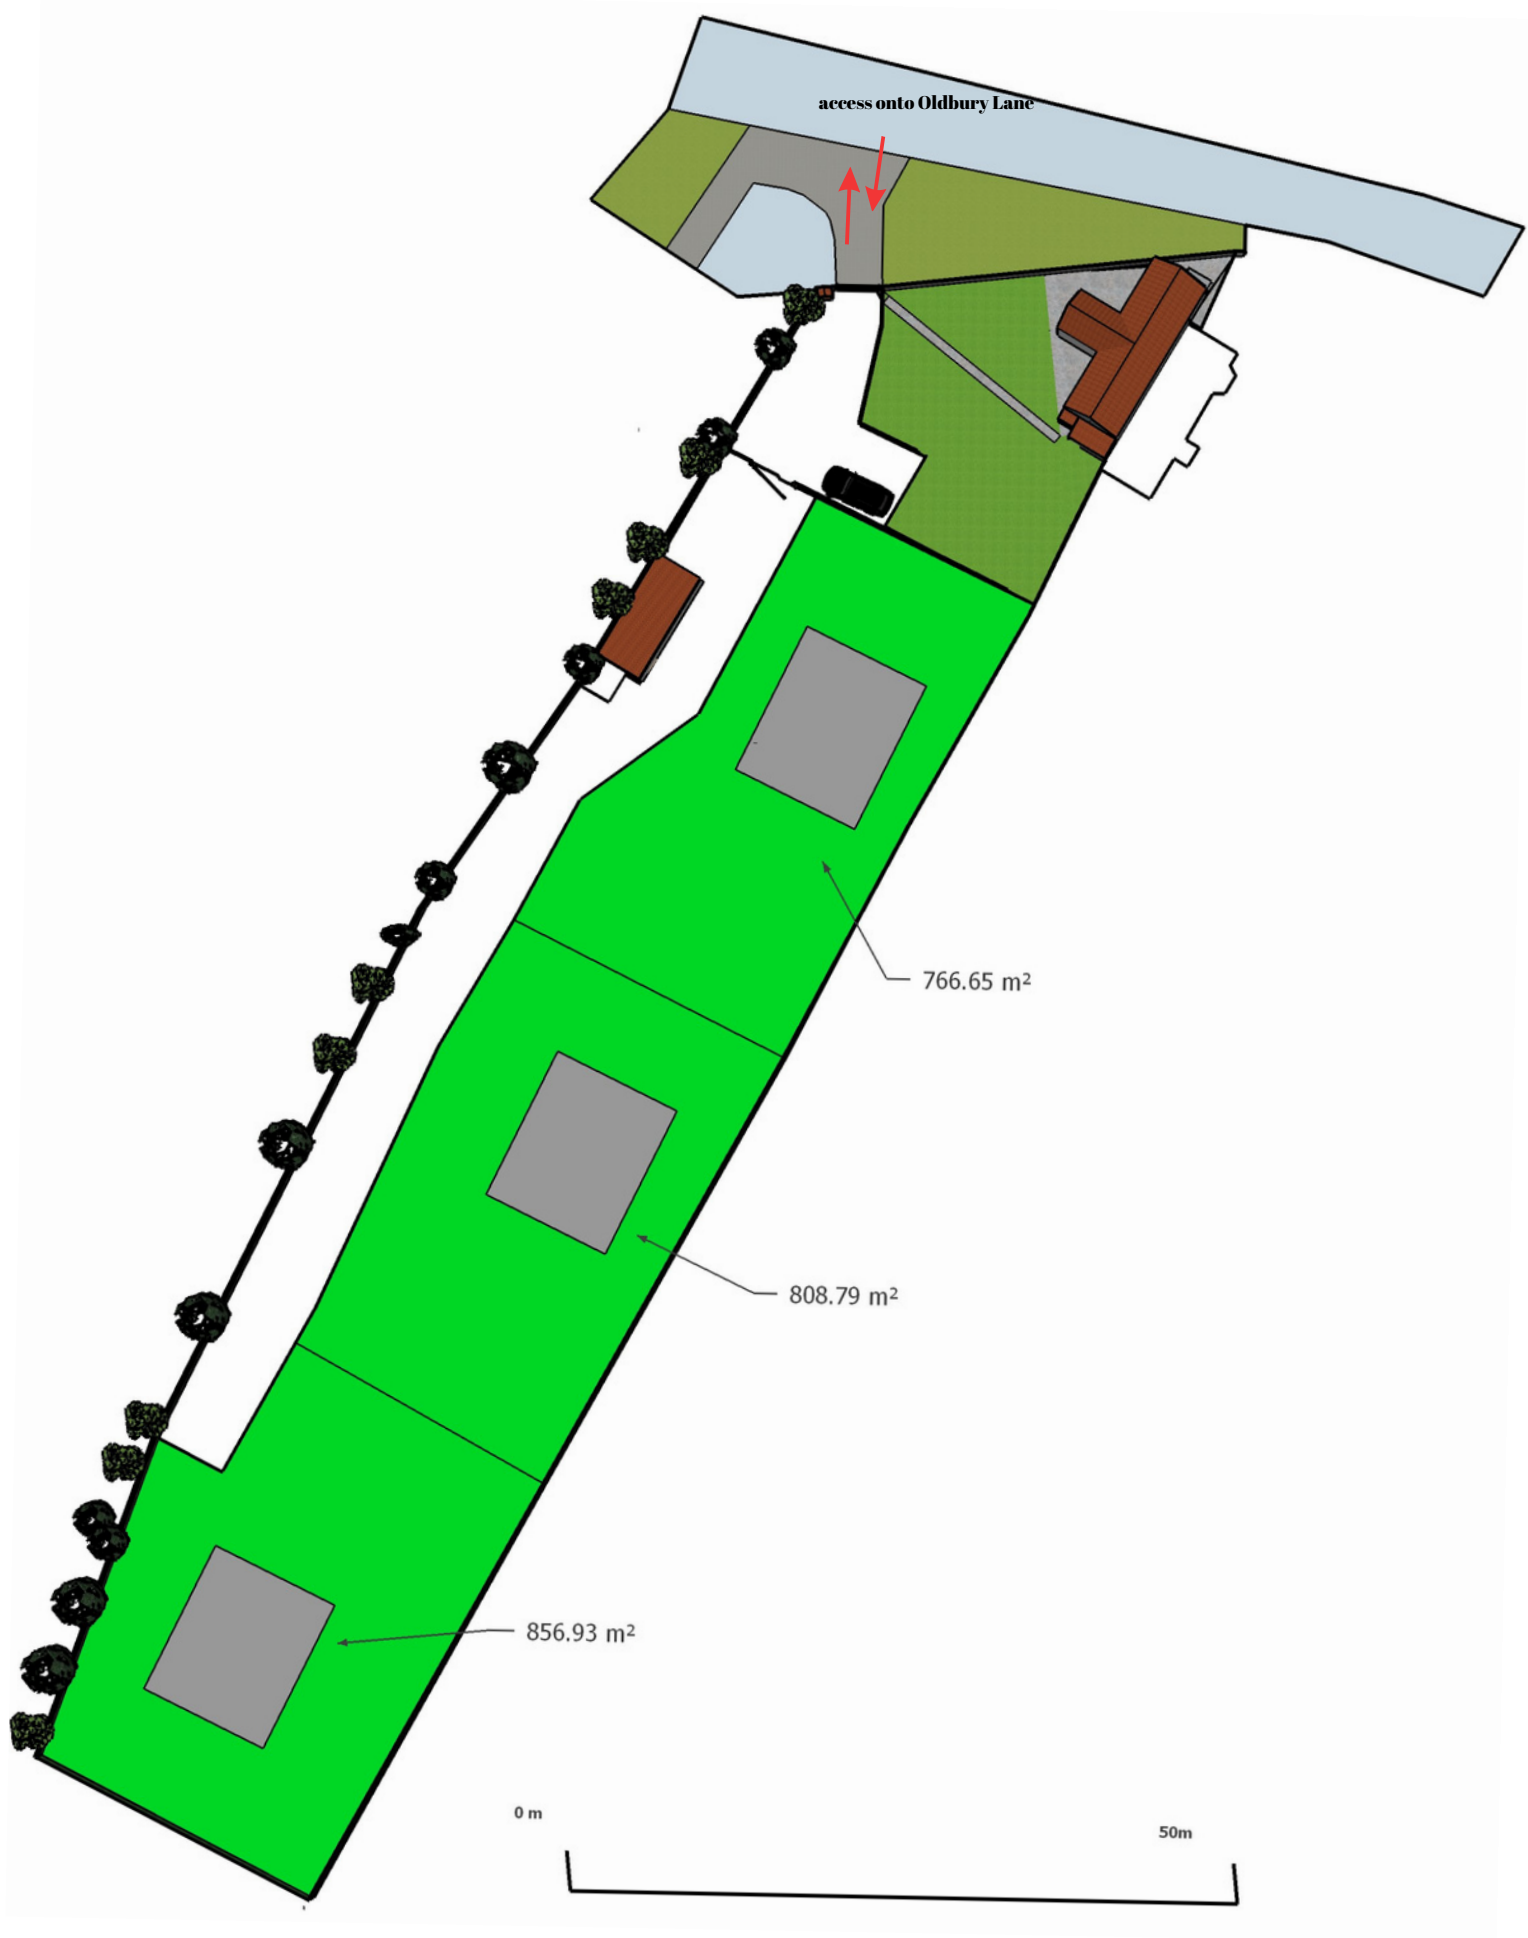 access onto Oldbury Lane
766.65 m²
808.79 m²
856.93 m²
0 m
50m